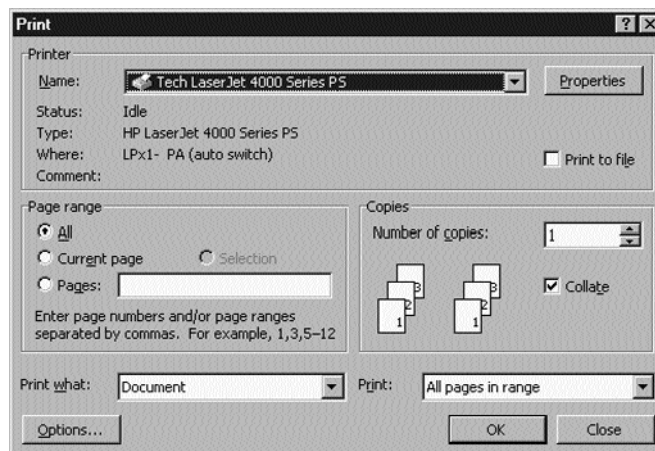 Print
Printer
Name: Tech LaserJet 4000 Series PS Properties
Status: Idle
Type: HP LaserJet 4000 Series PS
Where: LPx1- PA (auto switch)
Print to file
Comment:
Page range
All
Current page Selection
Pages:
Enter page numbers and/or page ranges
separated by commas. For example, 1,3,5–12
Copies
Number of copies: 1
3 3
2 2
1 1
Collate
Print what: Document Print: All pages in range
Options... OK Close